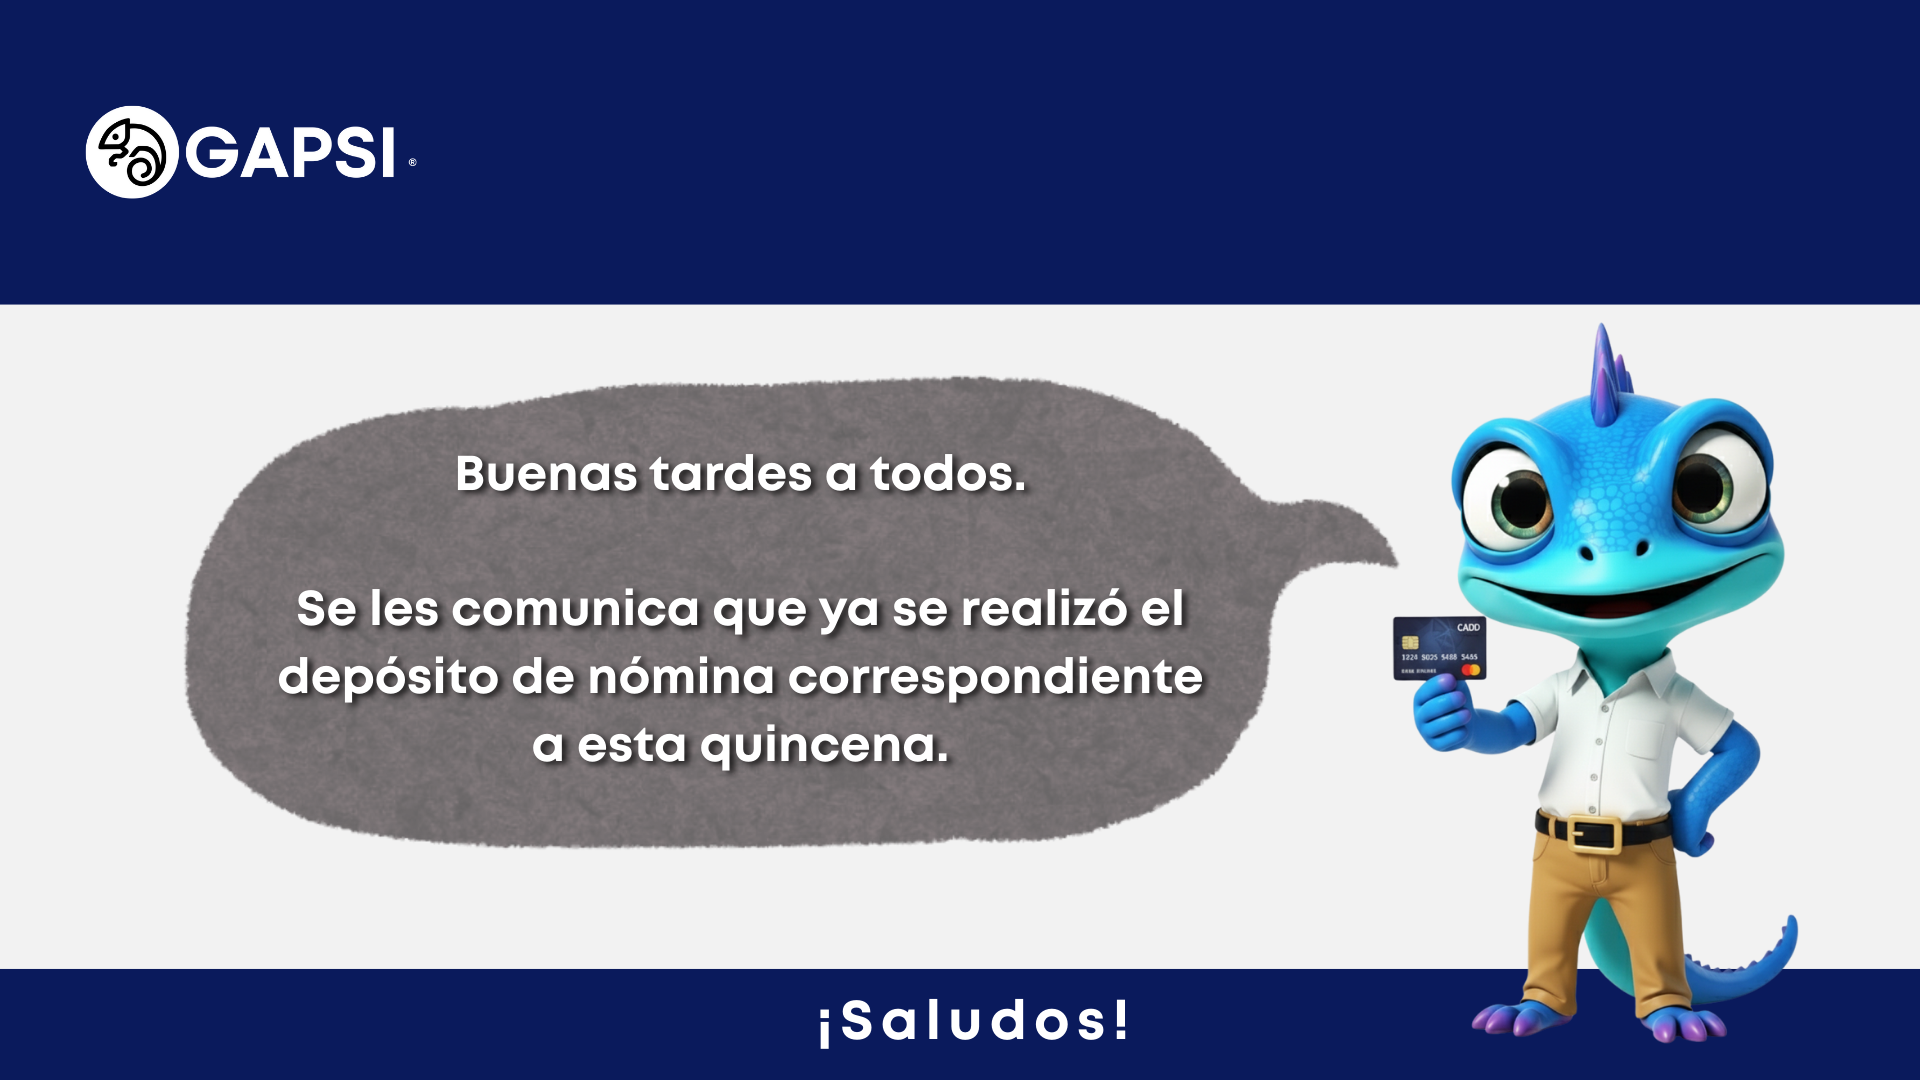 GAPSI ®
Buenas tardes a todos.
Se les comunica que ya se realizó el
depósito de nómina correspondiente
a esta quincena.
CADD
¡Saludos!